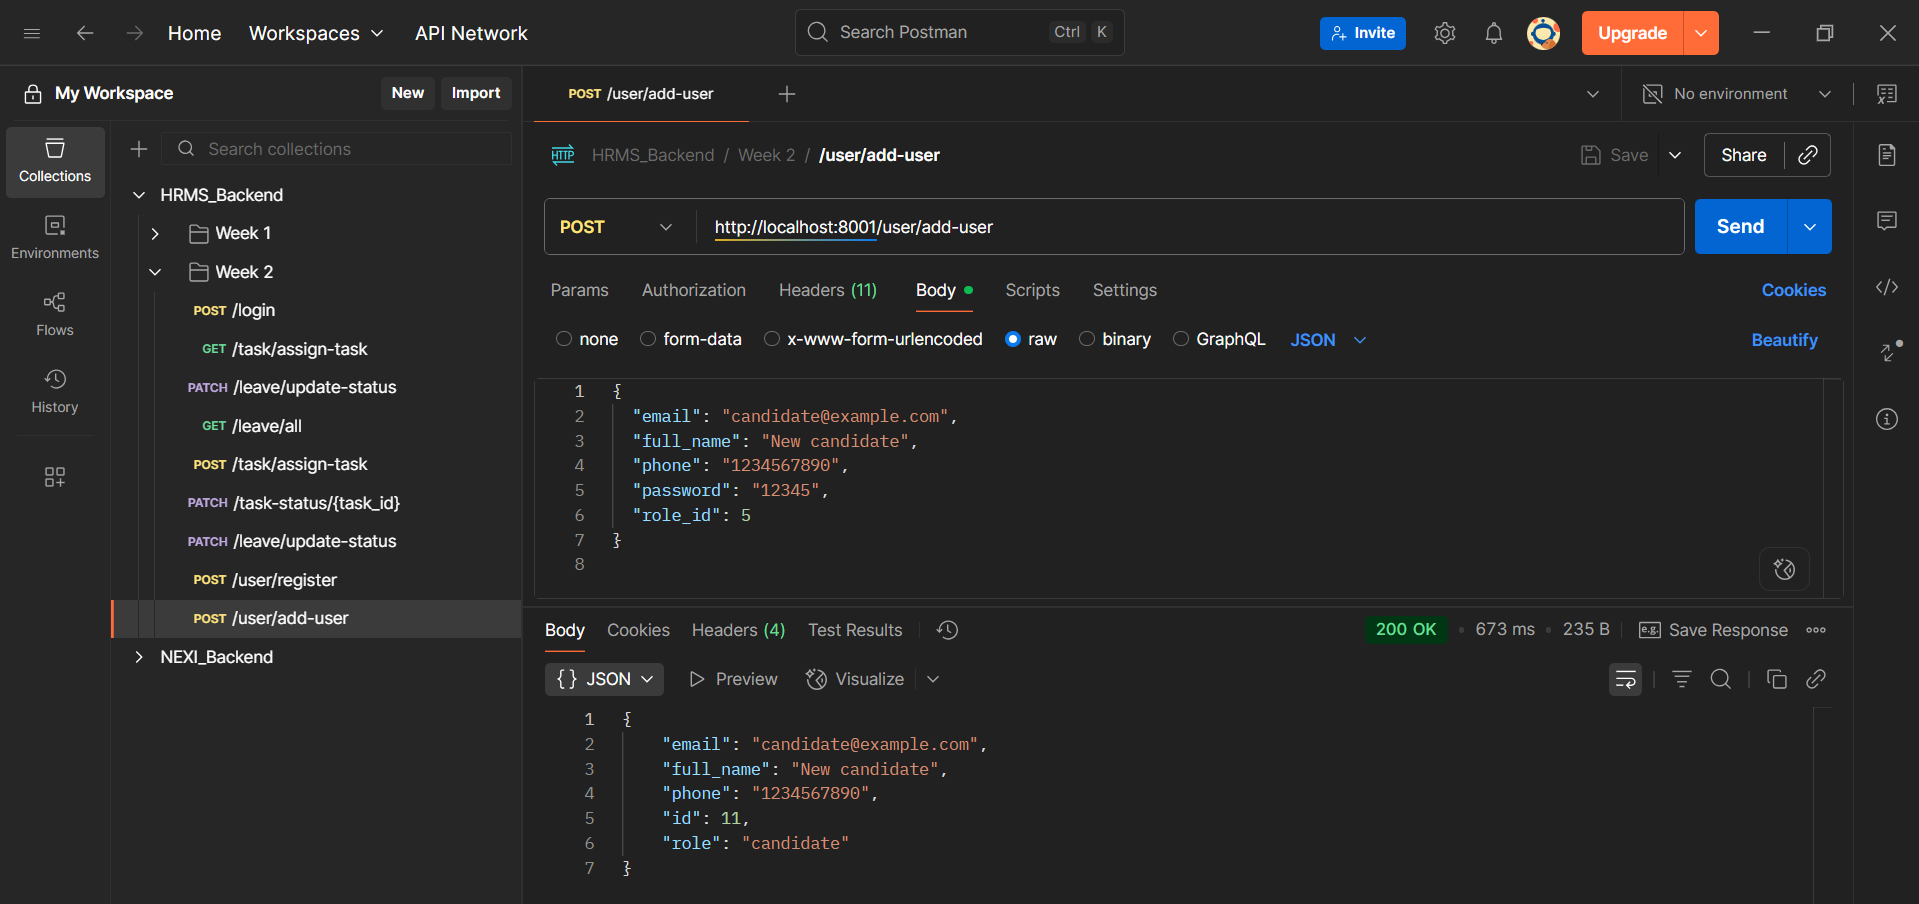 Home Workspaces API Network Search Postman Ctrl K Invite Upgrade
My Workspace New Import POST /user/add-user No environment
Collections
Environments
Flows
History
Search collections
HRMS_Backend
Week 1
Week 2
POST /login
GET /task/assign-task
PATCH /leave/update-status
GET /leave/all
POST /task/assign-task
PATCH /task-status/{task_id}
PATCH /leave/update-status
POST /user/register
POST /user/add-user
NEXI_Backend
HTTP HRMS_Backend / Week 2 / /user/add-user Save Share
POST http://localhost:8001/user/add-user Send
Params Authorization Headers (11) Body Scripts Settings Cookies
none form-data x-www-form-urlencoded raw binary GraphQL JSON Beautify
1 {
2 "email": "candidate@example.com",
3 "full_name": "New candidate",
4 "phone": "1234567890",
5 "password": "12345",
6 "role_id": 5
7 }
8
Body Cookies Headers (4) Test Results 200 OK 673 ms 235 B e.g. Save Response
{} JSON Preview Visualize
1 {
2 "email": "candidate@example.com",
3 "full_name": "New candidate",
4 "phone": "1234567890",
5 "id": 11,
6 "role": "candidate"
7 }